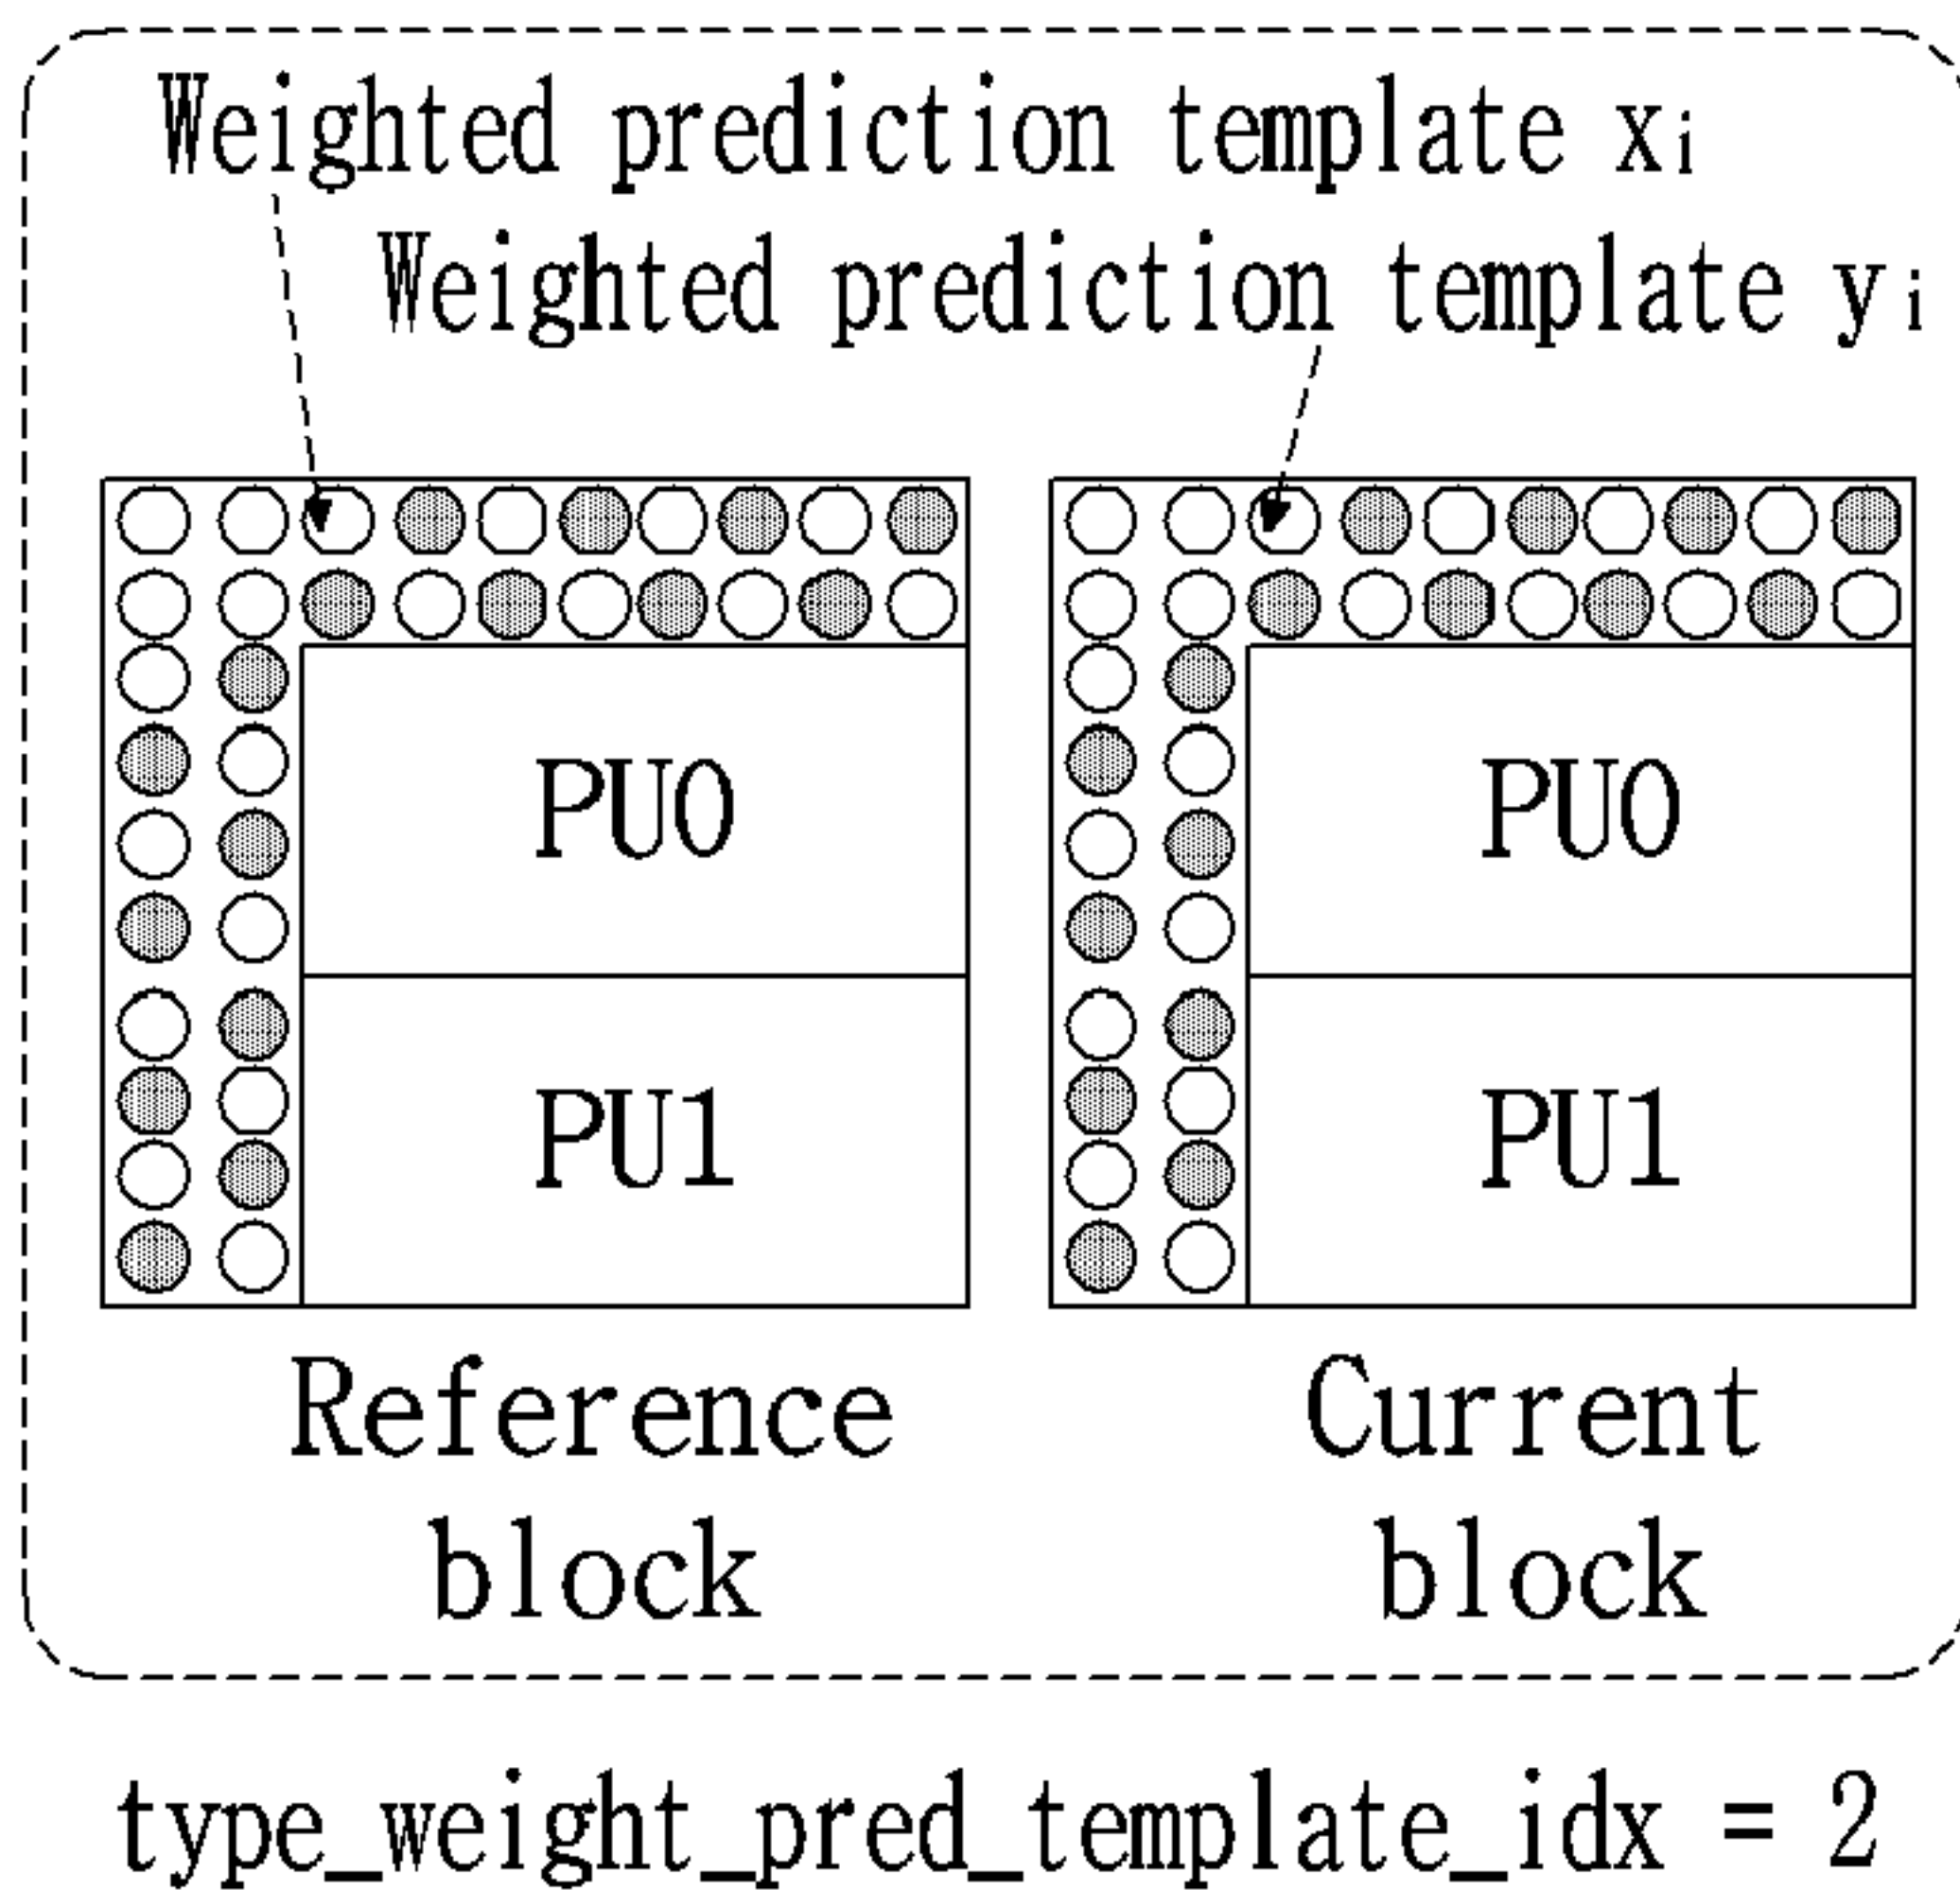 Weighted prediction template xi
Weighted prediction template yi
PU0 PU0
PU1 PU1
Reference block
Current block
type_weight_pred_template_idx = 2